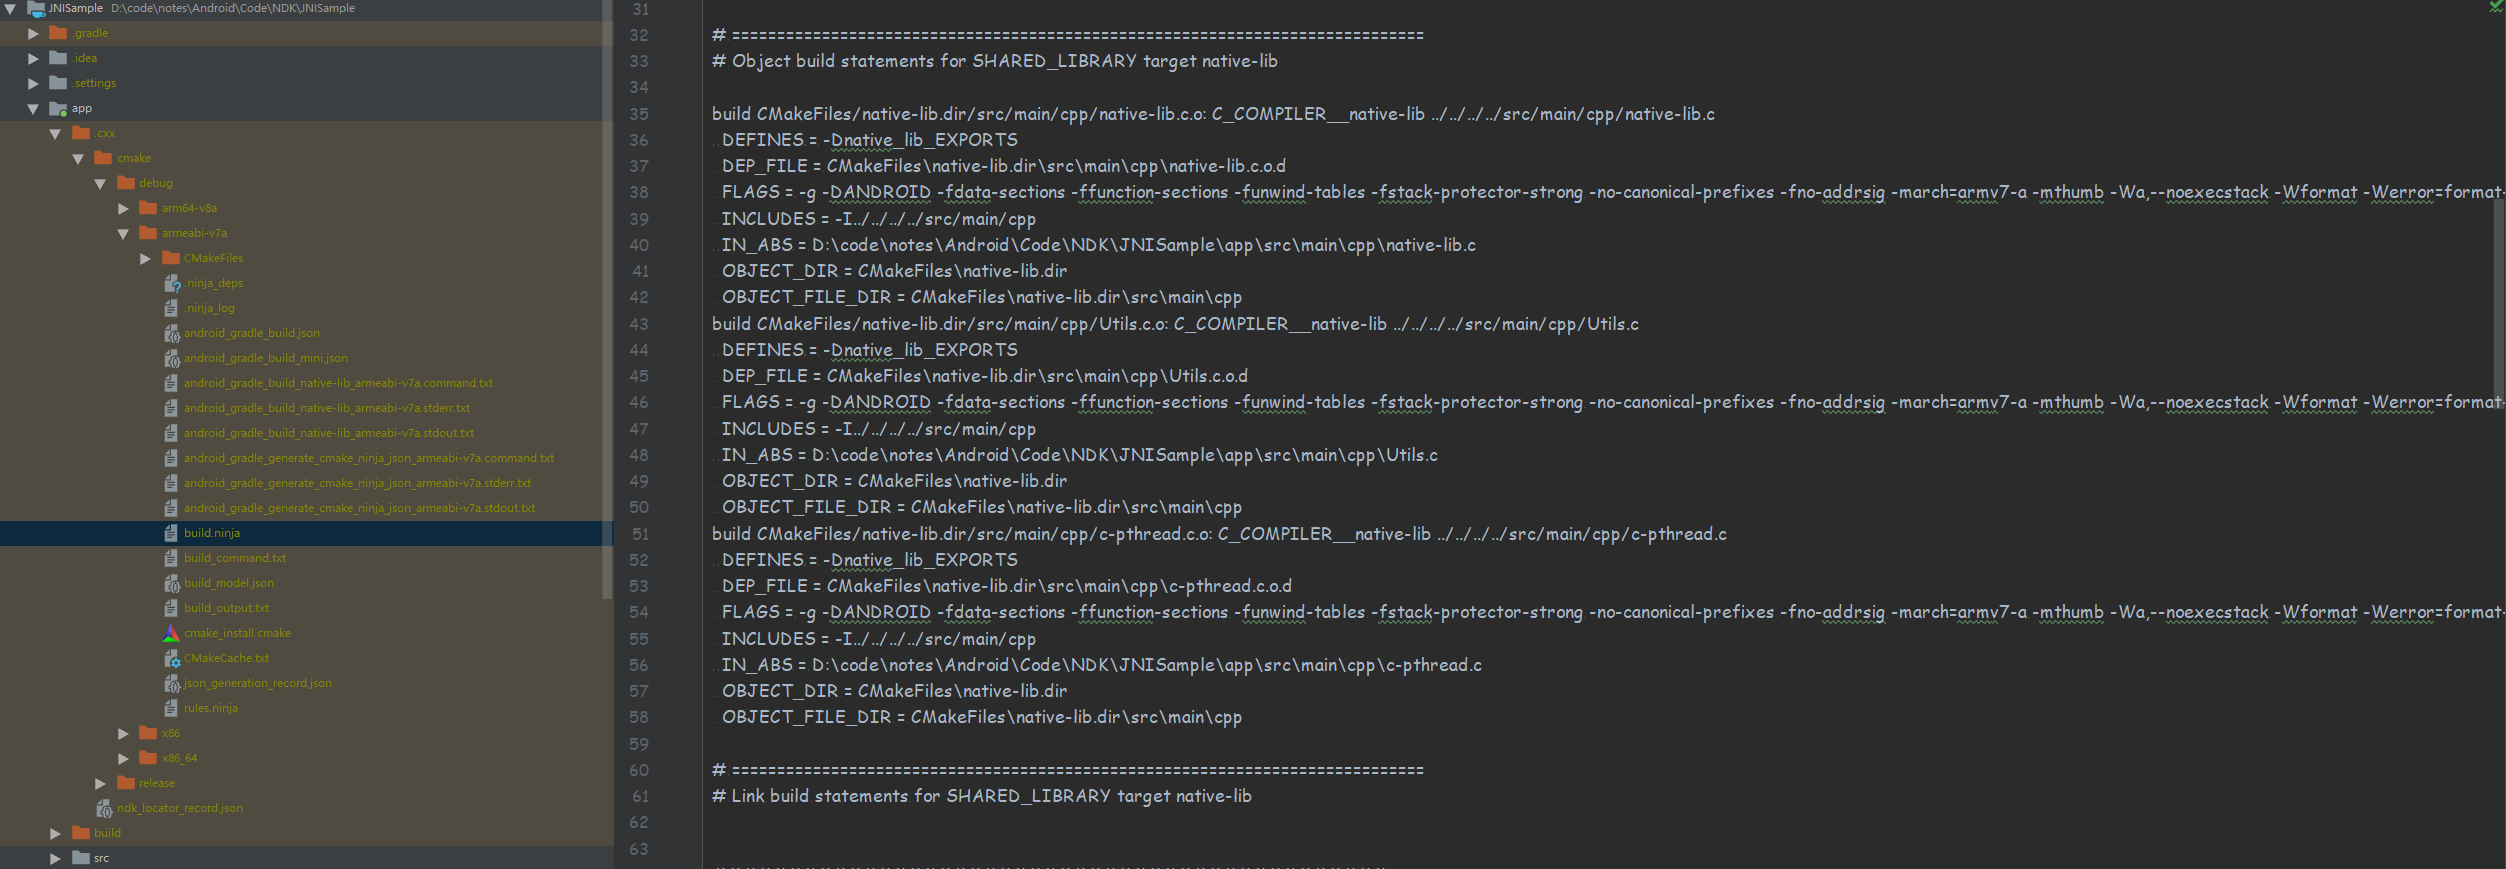 JNISample D:\code\notes\Android\Code\NDK\JNISample
.gradle
.idea
.settings
app
.cxx
cmake
debug
arm64-v8a
armeabi-v7a
CMakeFiles
.ninja_deps
.ninja_log
android_gradle_build.json
android_gradle_build_mini.json
android_gradle_build_native-lib_armeabi-v7a.command.txt
android_gradle_build_native-lib_armeabi-v7a.stderr.txt
android_gradle_build_native-lib_armeabi-v7a.stdout.txt
android_gradle_generate_cmake_ninja_json_armeabi-v7a.command.txt
android_gradle_generate_cmake_ninja_json_armeabi-v7a.stderr.txt
android_gradle_generate_cmake_ninja_json_armeabi-v7a.stdout.txt
build.ninja
build_command.txt
build_model.json
build_output.txt
cmake_install.cmake
CMakeCache.txt
json_generation_record.json
rules.ninja
x86
x86_64
release
ndk_locator_record.json
build
src
31
32 # =============================================================================
33 # Object build statements for SHARED_LIBRARY target native-lib
34
35 build CMakeFiles/native-lib.dir/src/main/cpp/native-lib.c.o: C_COMPILER__native-lib ../../../../src/main/cpp/native-lib.c
36 DEFINES = -Dnative_lib_EXPORTS
37 DEP_FILE = CMakeFiles\native-lib.dir\src\main\cpp\native-lib.c.o.d
38 FLAGS = -g -DANDROID -fdata-sections -ffunction-sections -funwind-tables -fstack-protector-strong -no-canonical-prefixes -fno-addrsig -march=armv7-a -mthumb -Wa,--noexecstack -Wformat -Werror=format-
39 INCLUDES = -I../../../../src/main/cpp
40 IN_ABS = D:\code\notes\Android\Code\NDK\JNISample\app\src\main\cpp\native-lib.c
41 OBJECT_DIR = CMakeFiles\native-lib.dir
42 OBJECT_FILE_DIR = CMakeFiles\native-lib.dir\src\main\cpp
43 build CMakeFiles/native-lib.dir/src/main/cpp/Utils.c.o: C_COMPILER__native-lib ../../../../src/main/cpp/Utils.c
44 DEFINES = -Dnative_lib_EXPORTS
45 DEP_FILE = CMakeFiles\native-lib.dir\src\main\cpp\Utils.c.o.d
46 FLAGS = -g -DANDROID -fdata-sections -ffunction-sections -funwind-tables -fstack-protector-strong -no-canonical-prefixes -fno-addrsig -march=armv7-a -mthumb -Wa,--noexecstack -Wformat -Werror=format-
47 INCLUDES = -I../../../../src/main/cpp
48 IN_ABS = D:\code\notes\Android\Code\NDK\JNISample\app\src\main\cpp\Utils.c
49 OBJECT_DIR = CMakeFiles\native-lib.dir
50 OBJECT_FILE_DIR = CMakeFiles\native-lib.dir\src\main\cpp
51 build CMakeFiles/native-lib.dir/src/main/cpp/c-pthread.c.o: C_COMPILER__native-lib ../../../../src/main/cpp/c-pthread.c
52 DEFINES = -Dnative_lib_EXPORTS
53 DEP_FILE = CMakeFiles\native-lib.dir\src\main\cpp\c-pthread.c.o.d
54 FLAGS = -g -DANDROID -fdata-sections -ffunction-sections -funwind-tables -fstack-protector-strong -no-canonical-prefixes -fno-addrsig -march=armv7-a -mthumb -Wa,--noexecstack -Wformat -Werror=format-
55 INCLUDES = -I../../../../src/main/cpp
56 IN_ABS = D:\code\notes\Android\Code\NDK\JNISample\app\src\main\cpp\c-pthread.c
57 OBJECT_DIR = CMakeFiles\native-lib.dir
58 OBJECT_FILE_DIR = CMakeFiles\native-lib.dir\src\main\cpp
59
60 # =============================================================================
61 # Link build statements for SHARED_LIBRARY target native-lib
62
63